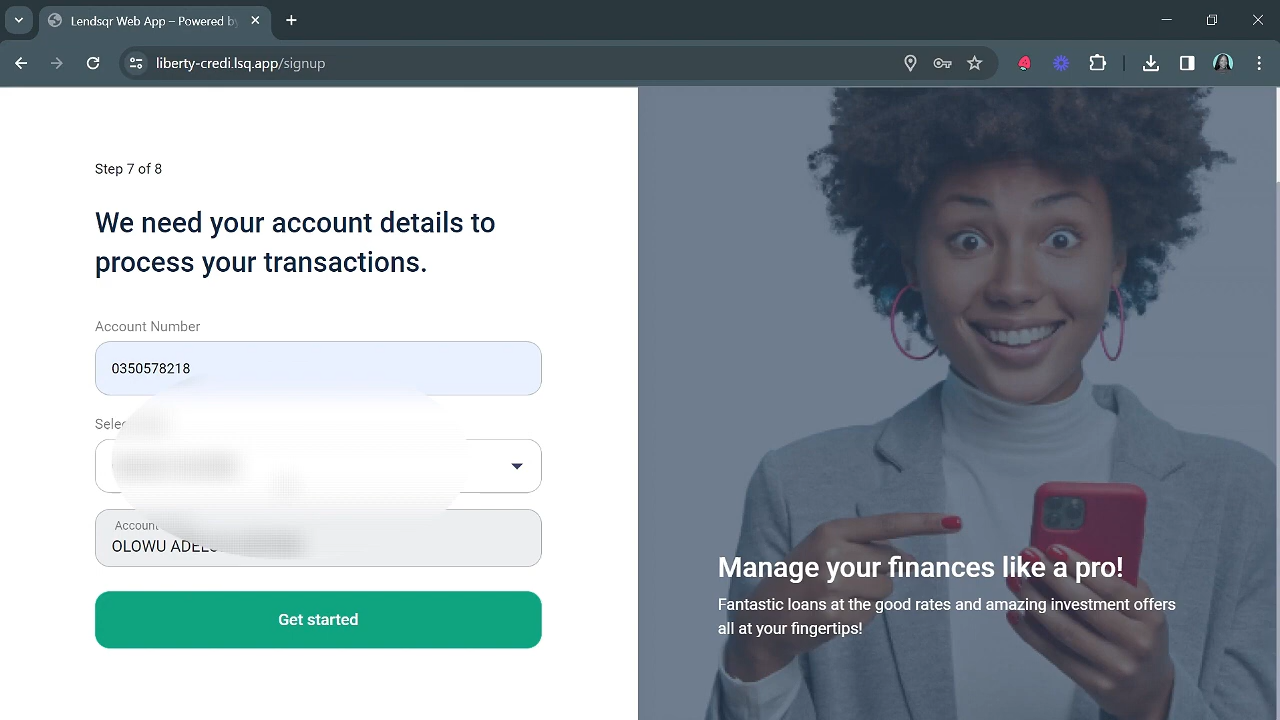 Lendsqr Web App – Powered by
liberty-credi.lsq.app/signup
Step 7 of 8
We need your account details to
process your transactions.
Account Number
0350578218
Account
OLOWU
Get started
Manage your finances like a pro!
Fantastic loans at the good rates and amazing investment offers
all at your fingertips!